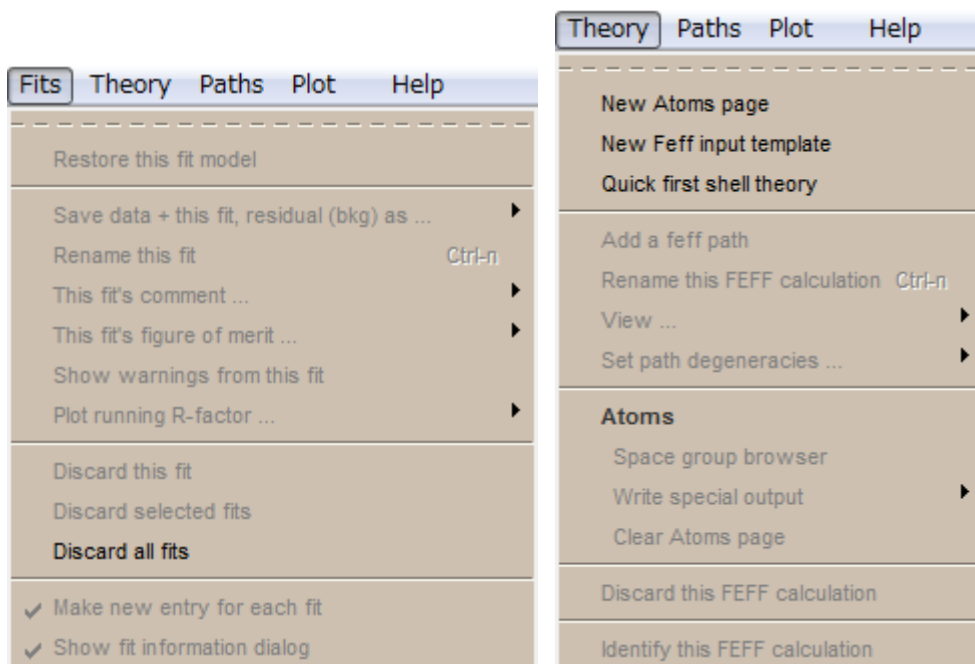 Fits Theory Paths Plot Help
Restore this fit model
Save data + this fit, residual (bkg) as ...
Rename this fit Ctrl-n
This fit's comment ...
This fit's figure of merit ...
Show warnings from this fit
Plot running R-factor ...
Discard this fit
Discard selected fits
Discard all fits
Make new entry for each fit
Show fit information dialog
Theory Paths Plot Help
New Atoms page
New Feff input template
Quick first shell theory
Add a feff path
Rename this FEFF calculation Ctrl-n
View ...
Set path degeneracies ...
Atoms
Space group browser
Write special output
Clear Atoms page
Discard this FEFF calculation
Identify this FEFF calculation